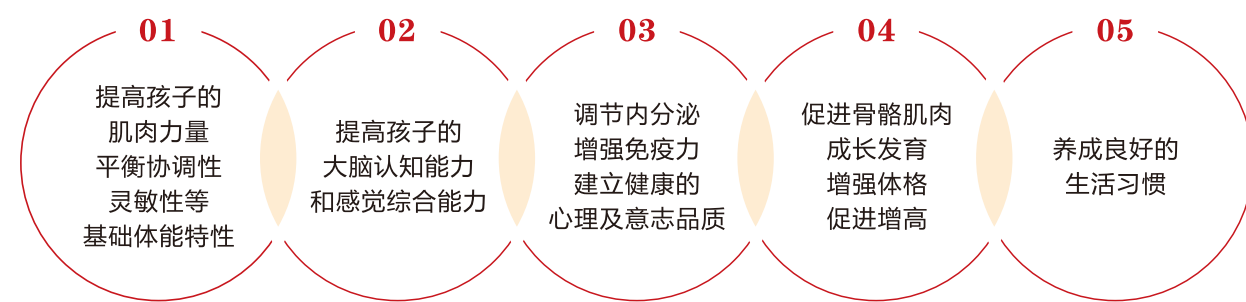 01
提高孩子的
肌肉力量
平衡协调性
灵敏性等
基础体能特性
02
提高孩子的
大脑认知能力
和感觉综合能力
03
调节内分泌
增强免疫力
建立健康的
心理及意志品质
04
促进骨骼肌肉
成长发育
增强体格
促进增高
05
养成良好的
生活习惯